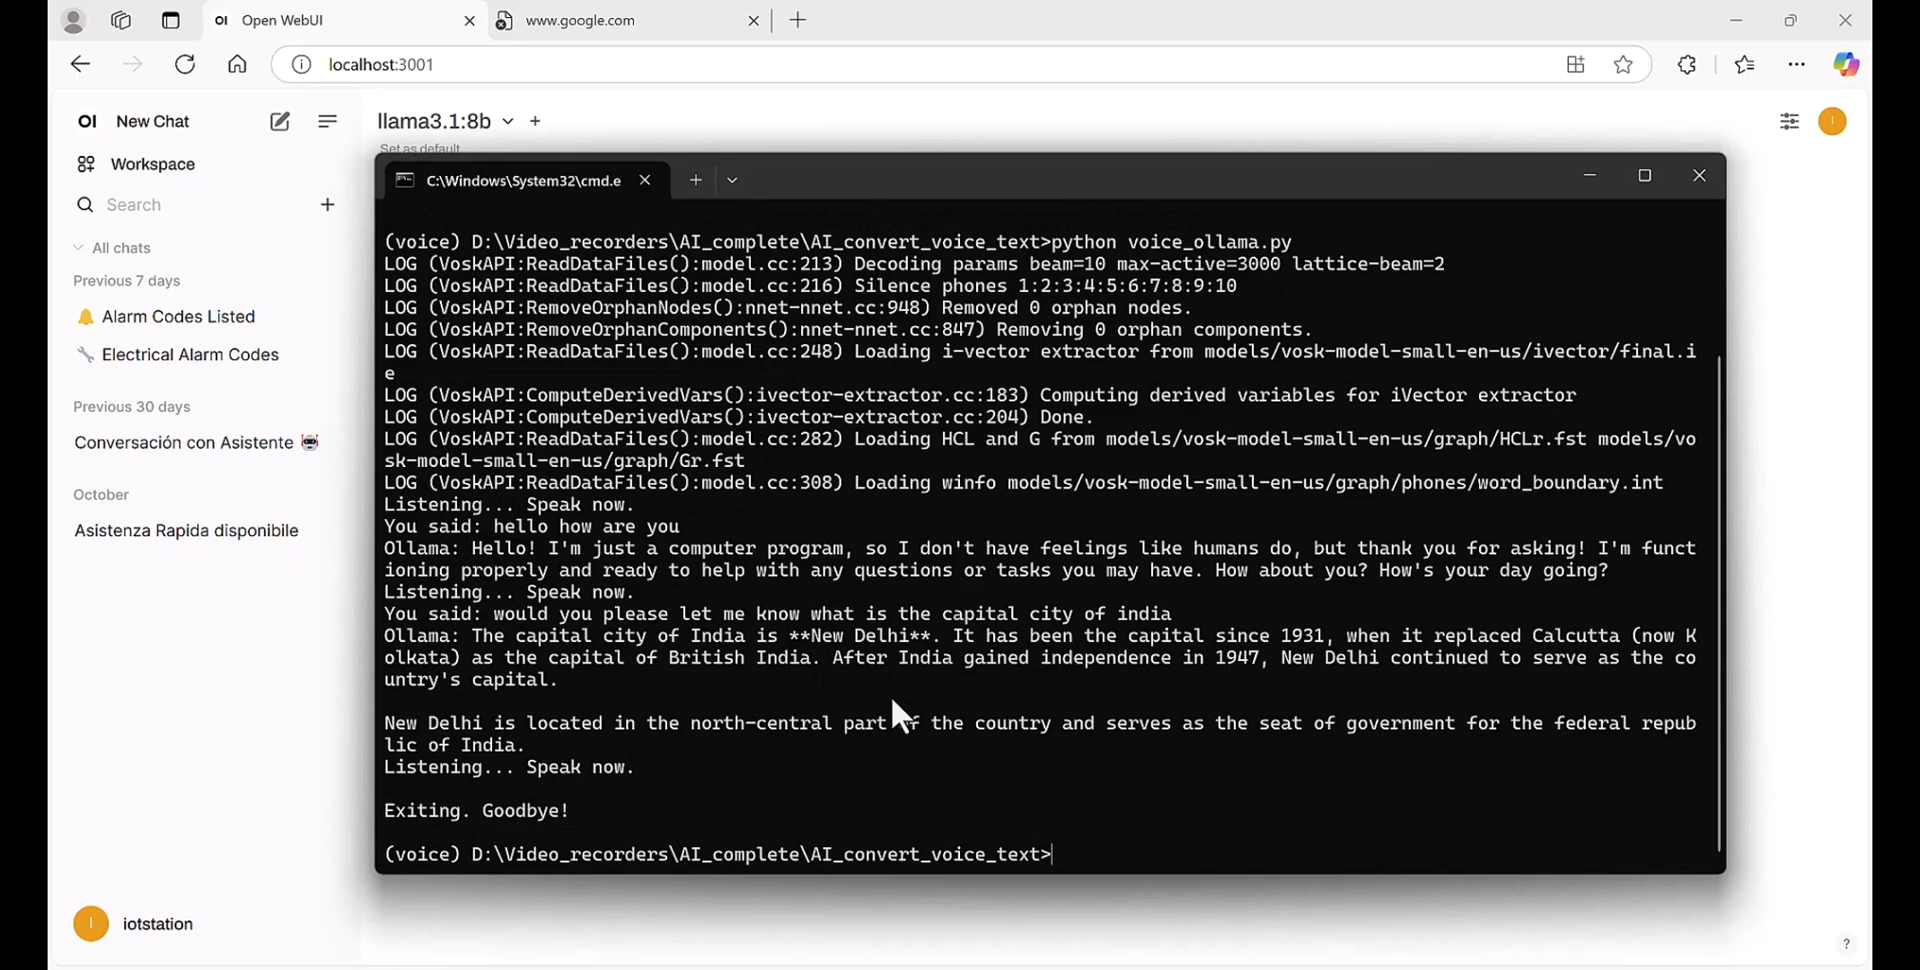 Open WebUI
www.google.com
localhost:3001
OI New Chat
llama3.1:8b
Set as default
Workspace
Search
All chats
Previous 7 days
Alarm Codes Listed
Electrical Alarm Codes
Previous 30 days
Conversación con Asistente
October
Asistenza Rapida disponibile
I iotstation
C:\Windows\System32\cmd.e
(voice) D:\Video_recorders\AI_complete\AI_convert_voice_text>python voice_ollama.py
LOG (VoskAPI:ReadDataFiles():model.cc:213) Decoding params beam=10 max-active=3000 lattice-beam=2
LOG (VoskAPI:ReadDataFiles():model.cc:216) Silence phones 1:2:3:4:5:6:7:8:9:10
LOG (VoskAPI:RemoveOrphanNodes():nnet-nnet.cc:948) Removed 0 orphan nodes.
LOG (VoskAPI:RemoveOrphanComponents():nnet-nnet.cc:847) Removing 0 orphan components.
LOG (VoskAPI:ReadDataFiles():model.cc:248) Loading i-vector extractor from models/vosk-model-small-en-us/ivector/final.i
e
LOG (VoskAPI:ComputeDerivedVars():ivector-extractor.cc:183) Computing derived variables for iVector extractor
LOG (VoskAPI:ComputeDerivedVars():ivector-extractor.cc:204) Done.
LOG (VoskAPI:ReadDataFiles():model.cc:282) Loading HCL and G from models/vosk-model-small-en-us/graph/HCLr.fst models/vo
sk-model-small-en-us/graph/Gr.fst
LOG (VoskAPI:ReadDataFiles():model.cc:308) Loading winfo models/vosk-model-small-en-us/graph/phones/word_boundary.int
Listening... Speak now.
You said: hello how are you
Ollama: Hello! I'm just a computer program, so I don't have feelings like humans do, but thank you for asking! I'm funct
ioning properly and ready to help with any questions or tasks you may have. How about you? How's your day going?
Listening... Speak now.
You said: would you please let me know what is the capital city of india
Ollama: The capital city of India is **New Delhi**. It has been the capital since 1931, when it replaced Calcutta (now K
olkata) as the capital of British India. After India gained independence in 1947, New Delhi continued to serve as the co
untry's capital.
New Delhi is located in the north-central part of the country and serves as the seat of government for the federal repub
lic of India.
Listening... Speak now.
Exiting. Goodbye!
(voice) D:\Video_recorders\AI_complete\AI_convert_voice_text>